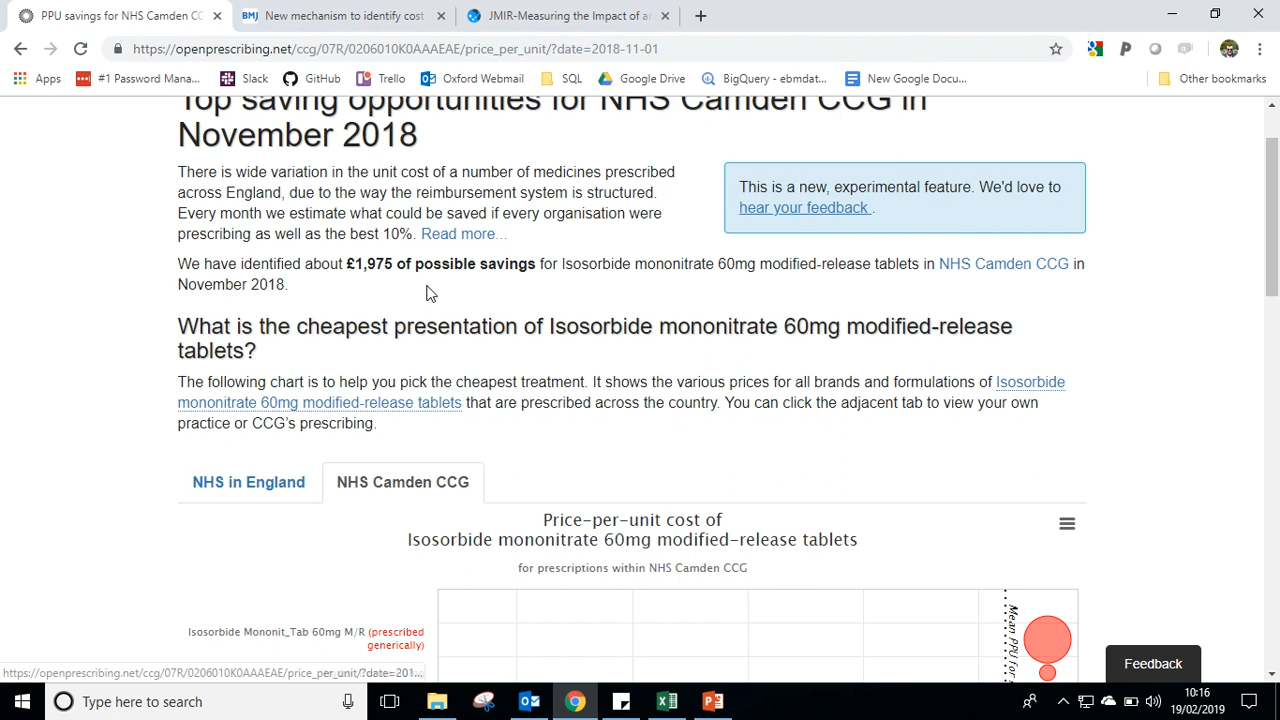 PPU savings for NHS Camden CC
New mechanism to identify cost
JMIR-Measuring the Impact of a
https://openprescribing.net/ccg/07R/0206010K0AAAEAE/price_per_unit/?date=2018-11-01
Apps
#1 Password Mana...
Slack
GitHub
Trello
Oxford Webmail
SQL
Google Drive
BigQuery - ebmdat...
New Google Docu...
Other bookmarks
Top saving opportunities for NHS Camden CCG in
November 2018
There is wide variation in the unit cost of a number of medicines prescribed
across England, due to the way the reimbursement system is structured.
Every month we estimate what could be saved if every organisation were
prescribing as well as the best 10%. Read more...
This is a new, experimental feature. We'd love to
hear your feedback .
We have identified about £1,975 of possible savings for Isosorbide mononitrate 60mg modified-release tablets in NHS Camden CCG in
November 2018.
What is the cheapest presentation of Isosorbide mononitrate 60mg modified-release
tablets?
The following chart is to help you pick the cheapest treatment. It shows the various prices for all brands and formulations of Isosorbide
mononitrate 60mg modified-release tablets that are prescribed across the country. You can click the adjacent tab to view your own
practice or CCG's prescribing.
NHS in England
NHS Camden CCG
Price-per-unit cost of
Isosorbide mononitrate 60mg modified-release tablets
for prescriptions within NHS Camden CCG
Isosorbide Mononit_Tab 60mg M/R (prescribed
generically)
Mean PPU for
Feedback
https://openprescribing.net/ccg/07R/0206010K0AAAEAE/price_per_unit/?date=201...
Type here to search
10:16
19/02/2019